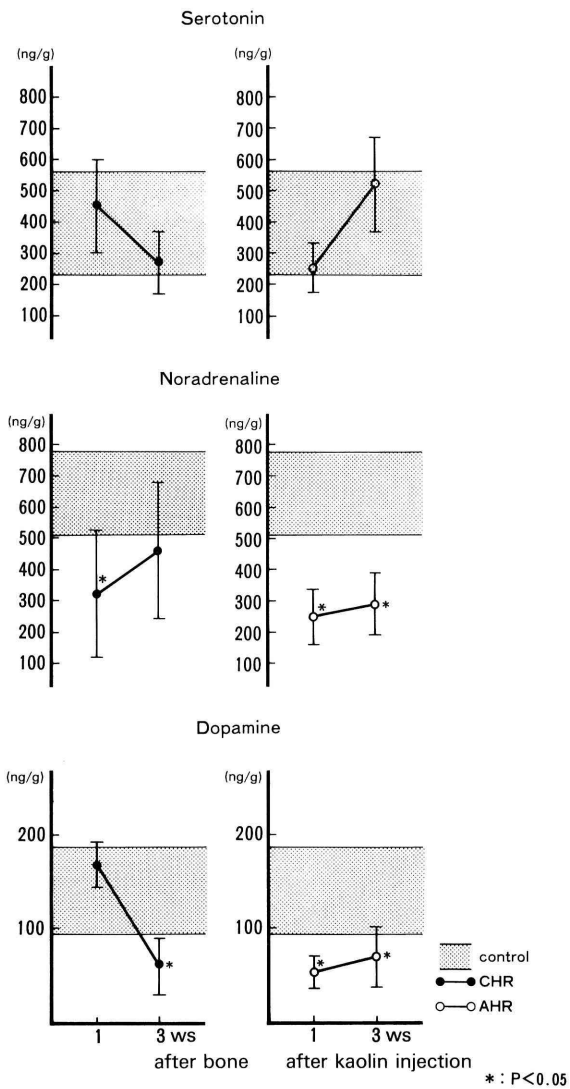 Serotonin
(ng/g) (ng/g)
800 800
700 700
600 600
500 500
400 400
300 300
200 200
100 100
Noradrenaline
(ng/g) (ng/g)
800 800
700 700
600 600
500 500
400 400
* 300 300 * *
200 200
100 100
Dopamine
(ng/g) (ng/g)
200 200
100 100
* * *
control
CHR
AHR
1 3 ws 1 3
after bone after kaolin injection
* : P<0.05